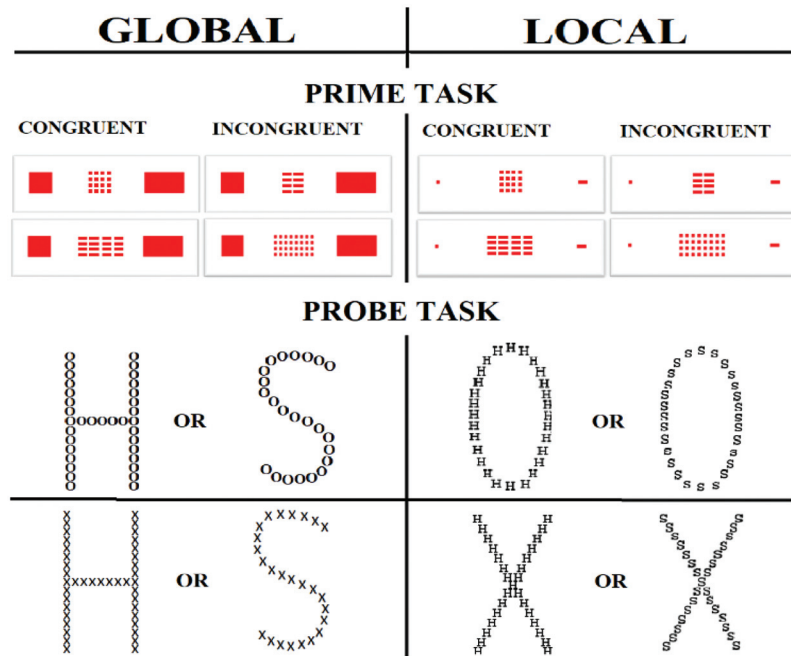 GLOBAL LOCAL
PRIME TASK
CONGRUENT INCONGRUENT CONGRUENT INCONGRUENT
PROBE TASK
OR OR
OR OR